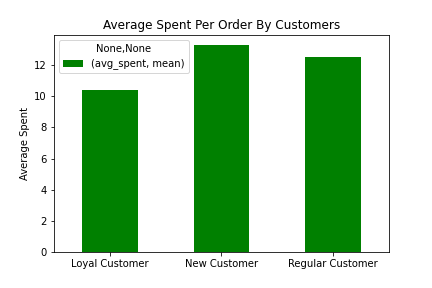 Average Spent Per Order By Customers
None,None
(avg_spent, mean)
Average Spent
12
10
8
6
4
2
0
Loyal Customer New Customer Regular Customer